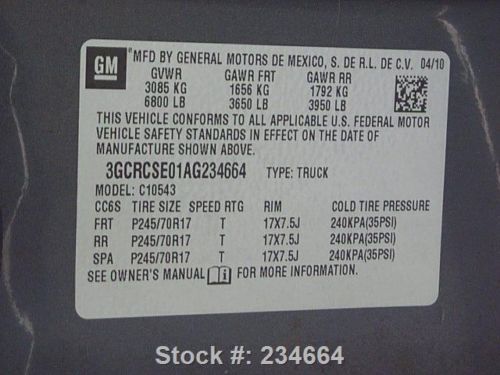 GM
MFD BY GENERAL MOTORS DE MEXICO, S. DE R.L. DE C.V. 04/10
GVWR GAWR FRT GAWR RR
3085 KG 1656 KG 1792 KG
6800 LB 3650 LB 3950 LB
THIS VEHICLE CONFORMS TO ALL APPLICABLE U.S. FEDERAL MOTOR
VEHICLE SAFETY STANDARDS IN EFFECT ON THE DATE OF
MANUFACTURE SHOWN ABOVE.
3GCRCSE01AG234664 TYPE: TRUCK
MODEL: C10543
CC6S TIRE SIZE SPEED RTG RIM COLD TIRE PRESSURE
FRT P245/70R17 T 17X7.5J 240KPA(35PSI)
RR P245/70R17 T 17X7.5J 240KPA(35PSI)
SPA P245/70R17 T 17X7.5J 240KPA(35PSI)
SEE OWNER'S MANUAL FOR MORE INFORMATION.
Stock #: 234664